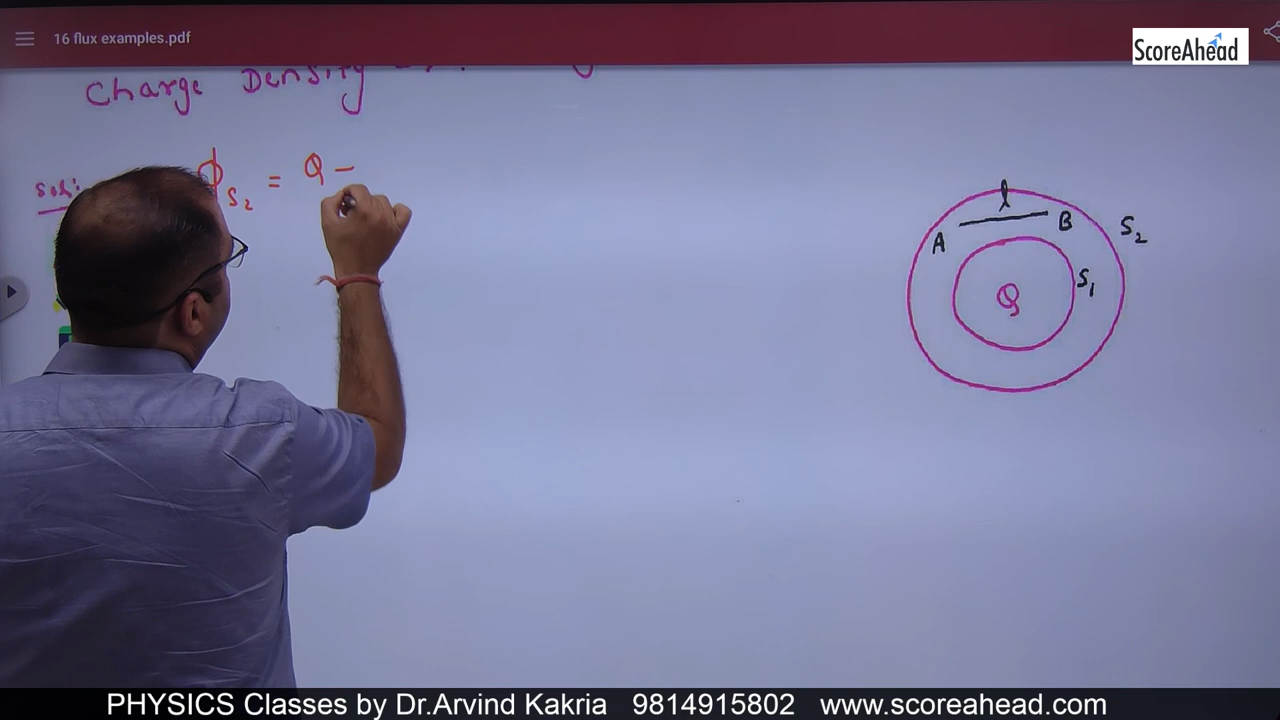 16 flux examples.pdf
ScoreAhead
Charge Density
Soln:
ϕS₂ = Q −
l
A
B
S₂
S₁
Q
PHYSICS Classes by Dr.Arvind Kakria 9814915802 www.scoreahead.com